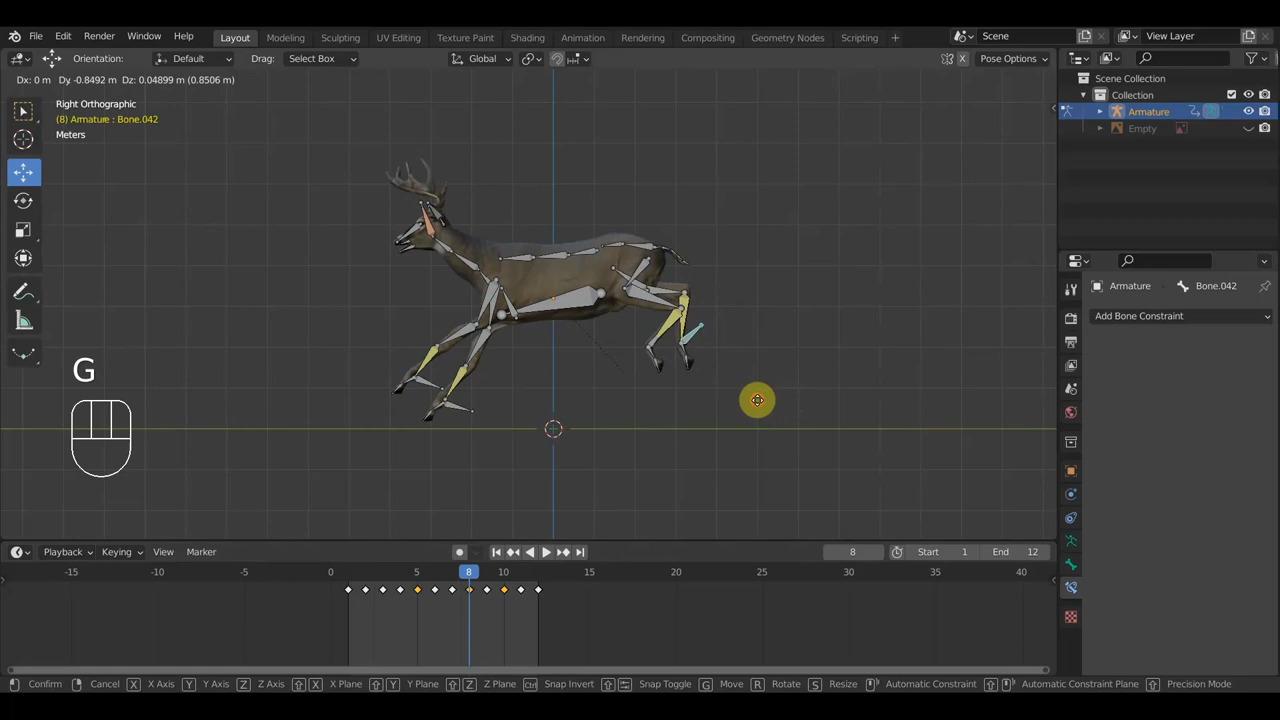 File Edit Render Window Help Layout Modeling Sculpting UV Editing Texture Paint Shading Animation Rendering Compositing Geometry Nodes Scripting + Scene View Layer
Orientation: Default Drag: Select Box Global X Pose Options
Dx: 0 m Dy -0.8492 m Dz: 0.04899 m (0.8506 m)
Scene Collection
Collection
Right Orthographic
(8) Armature : Bone.042
Armature
Meters
Empty
Armature Bone.042
Add Bone Constraint
G
Playback Keying View Marker 8 Start 1 End 12
-15 -10 -5 0 5 8 10 15 20 25 30 35 40
Confirm Cancel X X Axis Y Y Axis Z Z Axis X X Plane Y Y Plane Z Z Plane Ctrl Snap Invert Snap Toggle G Move R Rotate S Resize Automatic Constraint Automatic Constraint Plane Precision Mode